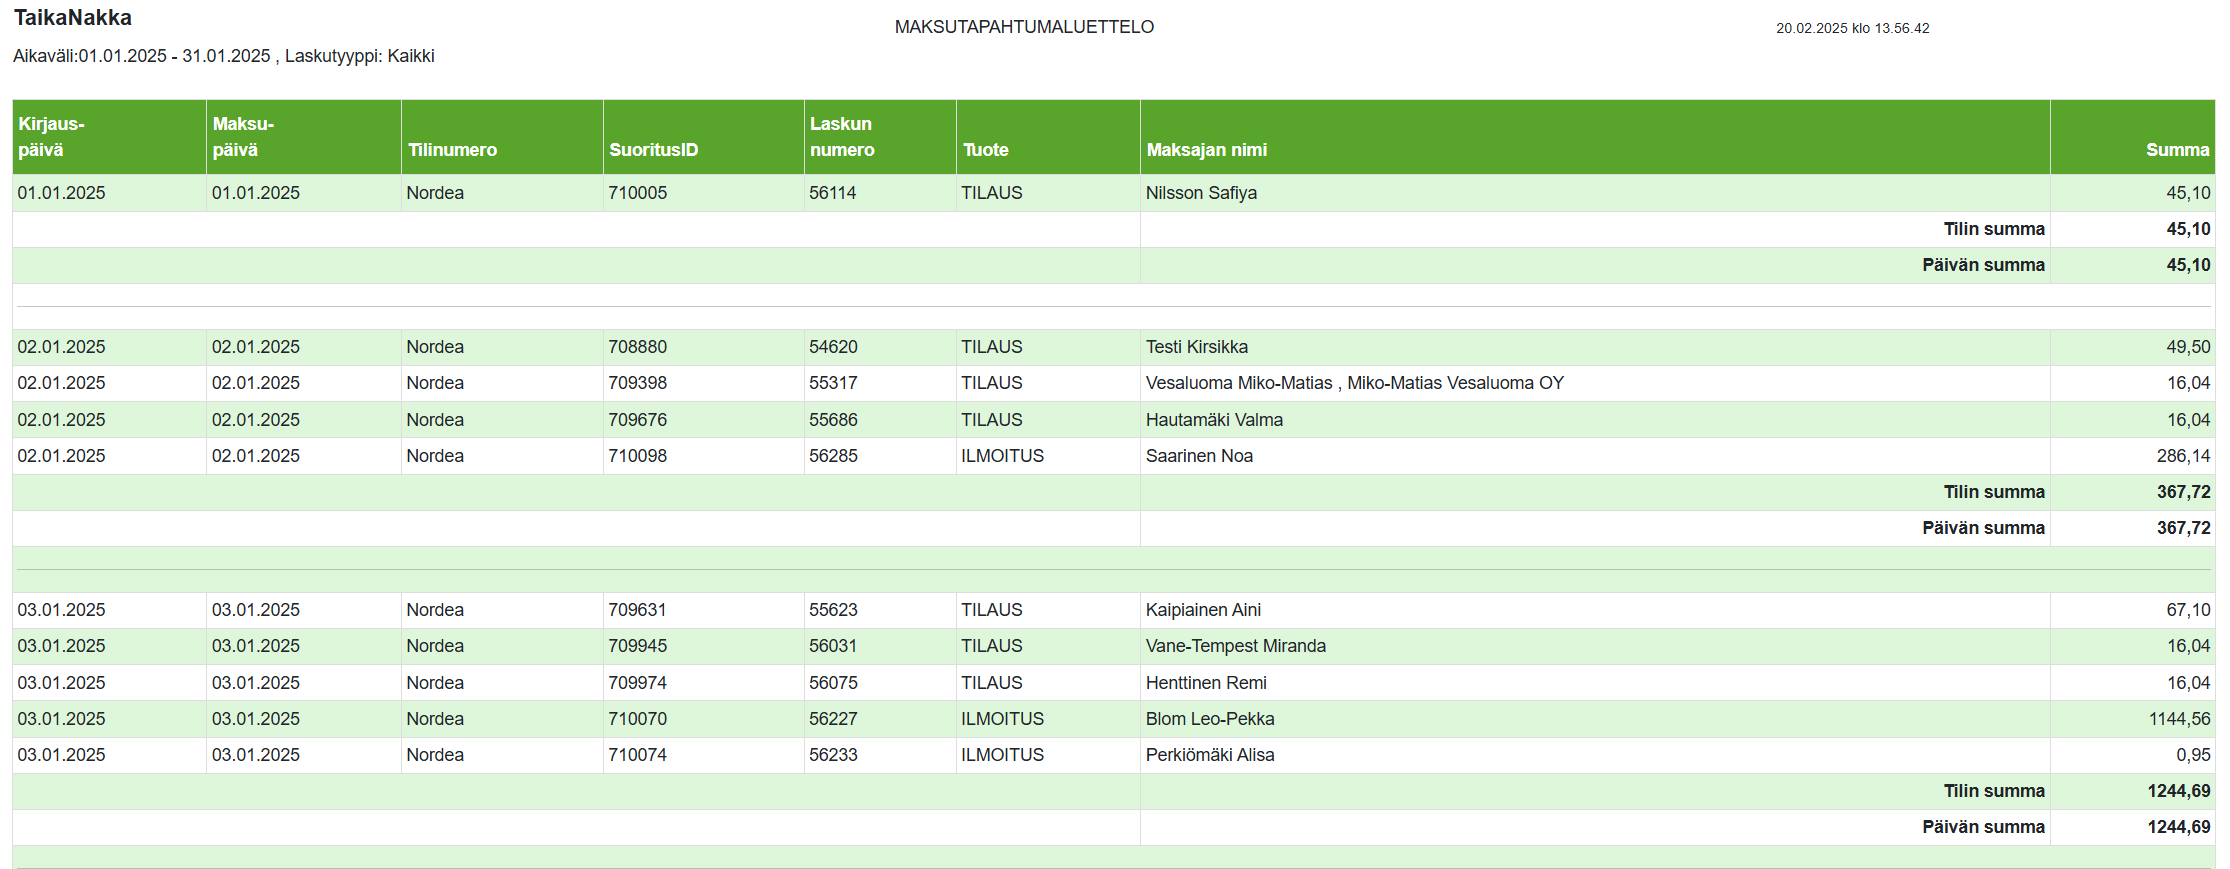 TaikaNakka
MAKSUTAPAHTUMALUETTELO
20.02.2025 klo 13.56.42
Aikaväli:01.01.2025 - 31.01.2025 , Laskutyyppi: Kaikki
Kirjaus-päivä Maksu-päivä Tilinumero SuoritusID Laskun numero Tuote Maksajan nimi Summa
01.01.2025 01.01.2025 Nordea 710005 56114 TILAUS Nilsson Safiya 45,10
Tilin summa 45,10
Päivän summa 45,10
02.01.2025 02.01.2025 Nordea 708880 54620 TILAUS Testi Kirsikka 49,50
02.01.2025 02.01.2025 Nordea 709398 55317 TILAUS Vesaluoma Miko-Matias , Miko-Matias Vesaluoma OY 16,04
02.01.2025 02.01.2025 Nordea 709676 55686 TILAUS Hautamäki Valma 16,04
02.01.2025 02.01.2025 Nordea 710098 56285 ILMOITUS Saarinen Noa 286,14
Tilin summa 367,72
Päivän summa 367,72
03.01.2025 03.01.2025 Nordea 709631 55623 TILAUS Kaipiainen Aini 67,10
03.01.2025 03.01.2025 Nordea 709945 56031 TILAUS Vane-Tempest Miranda 16,04
03.01.2025 03.01.2025 Nordea 709974 56075 TILAUS Henttinen Remi 16,04
03.01.2025 03.01.2025 Nordea 710070 56227 ILMOITUS Blom Leo-Pekka 1144,56
03.01.2025 03.01.2025 Nordea 710074 56233 ILMOITUS Perkiömäki Alisa 0,95
Tilin summa 1244,69
Päivän summa 1244,69